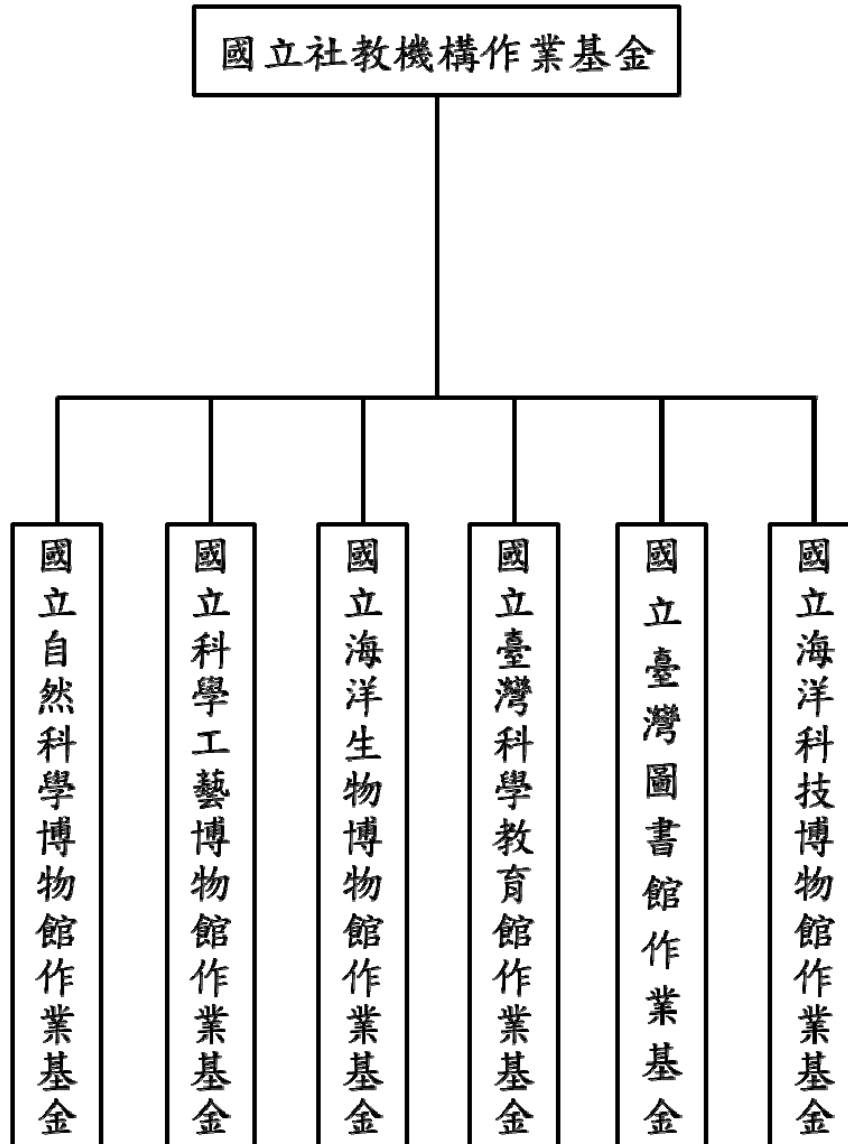 國立社教機構作業基金
國立自然科學博物館作業基金
國立科學工藝博物館作業基金
國立海洋生物博物館作業基金
國立臺灣科學教育館作業基金
國立臺灣圖書館作業基金
國立海洋科技博物館作業基金